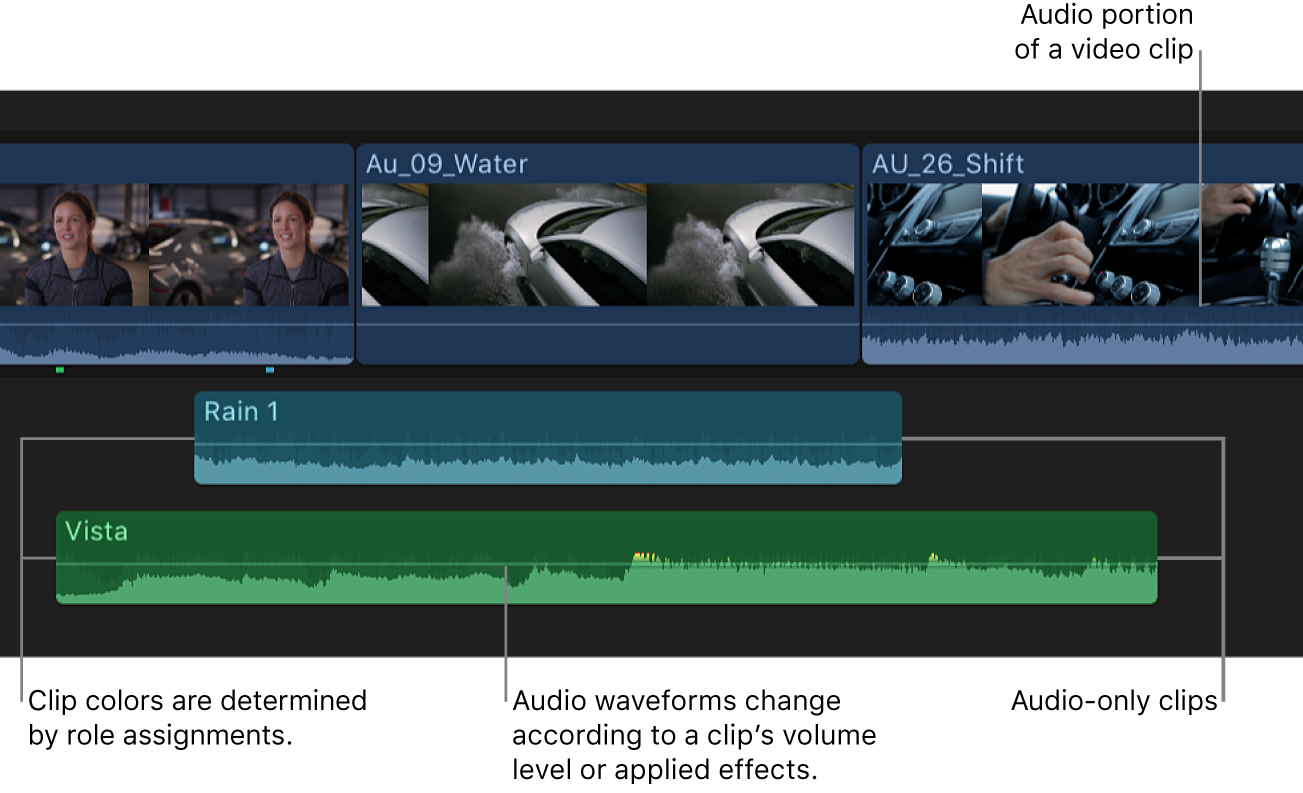 Audio portion
of a video clip
Au_09_Water
AU_26_Shift
Rain 1
Vista
Clip colors are determined
by role assignments.
Audio waveforms change
according to a clip’s volume
level or applied effects.
Audio-only clips